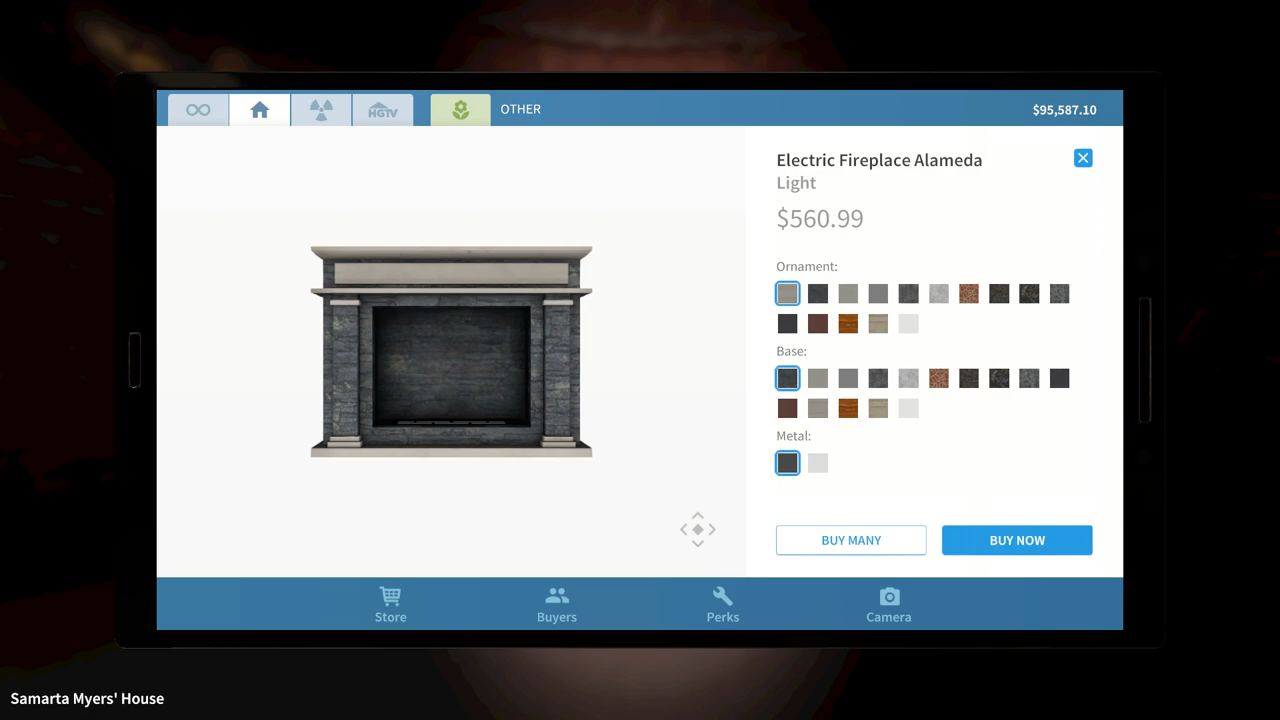 HGTV
OTHER
$95,587.10
Electric Fireplace Alameda
Light
$560.99
Ornament:
Base:
Metal:
BUY MANY
BUY NOW
Store
Buyers
Perks
Camera
Samarta Myers' House